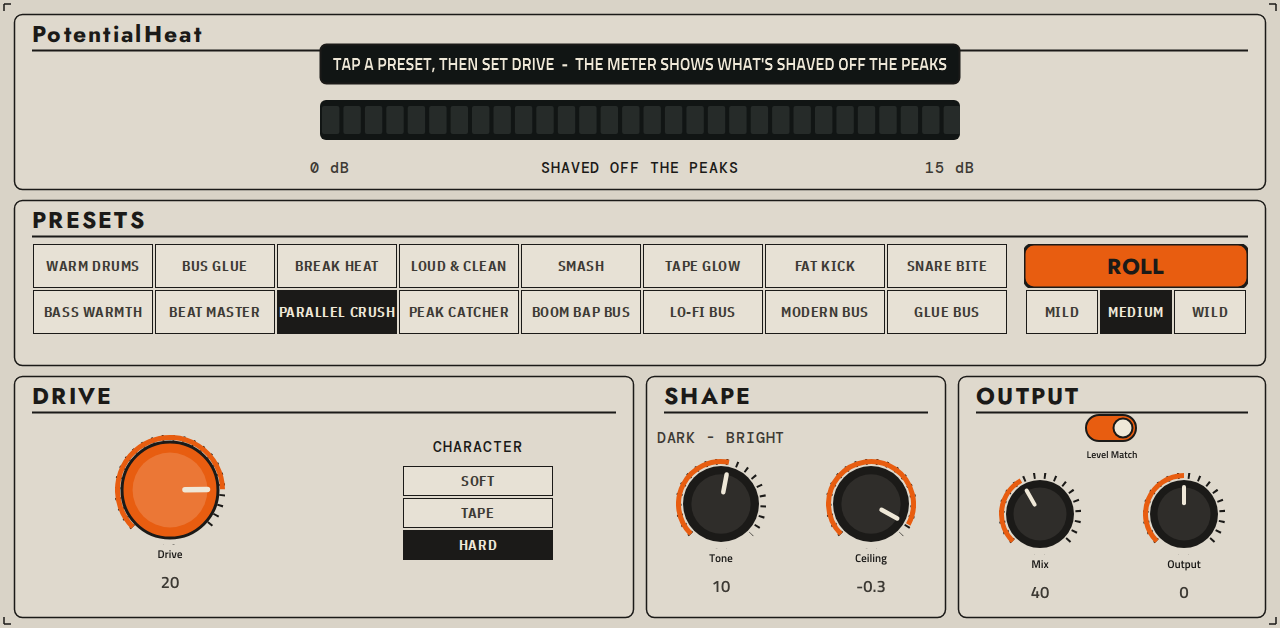 PotentialHeat
TAP A PRESET, THEN SET DRIVE - THE METER SHOWS WHAT'S SHAVED OFF THE PEAKS
0 dB SHAVED OFF THE PEAKS 15 dB
PRESETS
WARM DRUMS BUS GLUE BREAK HEAT LOUD & CLEAN SMASH TAPE GLOW FAT KICK SNARE BITE ROLL
BASS WARMTH BEAT MASTER PARALLEL CRUSH PEAK CATCHER BOOM BAP BUS LO-FI BUS MODERN BUS GLUE BUS MILD MEDIUM WILD
DRIVE
CHARACTER
SOFT
TAPE
HARD
Drive
20
SHAPE
DARK - BRIGHT
Tone Ceiling
10 -0.3
OUTPUT
Level Match
Mix Output
40 0